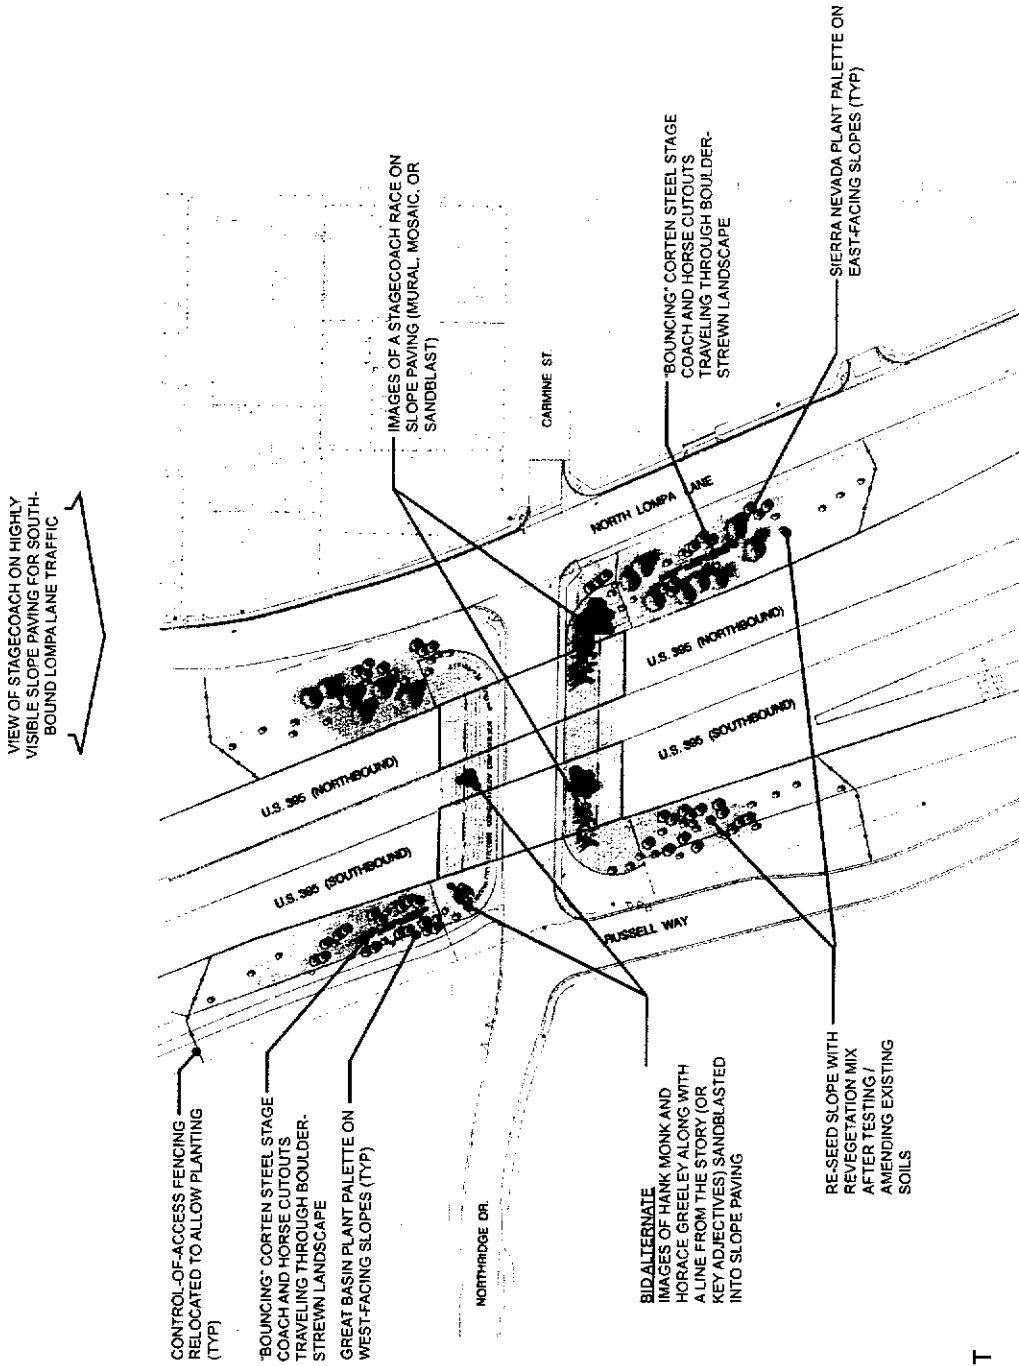 VIEW OF STAGECOACH ON HIGHLY
VISIBLE SLOPE PAVING FOR SOUTH-
BOUND LOMPA LANE TRAFFIC
CONTROL-OF-ACCESS FENCING
RELOCATED TO ALLOW PLANTING
(TYP)
"BOUNCING" CORTEN STEEL STAGE
COACH AND HORSE CUTOUTS
TRAVELING THROUGH BOULDER-
STREWN LANDSCAPE
GREAT BASIN PLANT PALETTE ON
WEST-FACING SLOPES (TYP)
IMAGES OF A STAGECOACH RACE ON
SLOPE PAVING (MURAL, MOSAIC, OR
SANDBLAST)
CARMINE ST.
"BOUNCING" CORTEN STEEL STAGE
COACH AND HORSE CUTOUTS
TRAVELING THROUGH BOULDER-
STREWN LANDSCAPE
SIERRA NEVADA PLANT PALETTE ON
EAST-FACING SLOPES (TYP)
NORTH LOMPA LANE
U.S. 395 (NORTHBOUND)
U.S. 395 (NORTHBOUND)
U.S. 395 (SOUTHBOUND)
U.S. 395 (SOUTHBOUND)
RUSSELL WAY
NORTHRIDGE DR.
BID ALTERNATE
IMAGES OF HANK MONK AND
HORACE GREELEY ALONG WITH
A LINE FROM THE STORY (OR
KEY ADJECTIVES) SANDBLASTED
INTO SLOPE PAVING
RE-SEED SLOPE WITH
REVEGETATION MIX
AFTER TESTING /
AMENDING EXISTING
SOILS
T